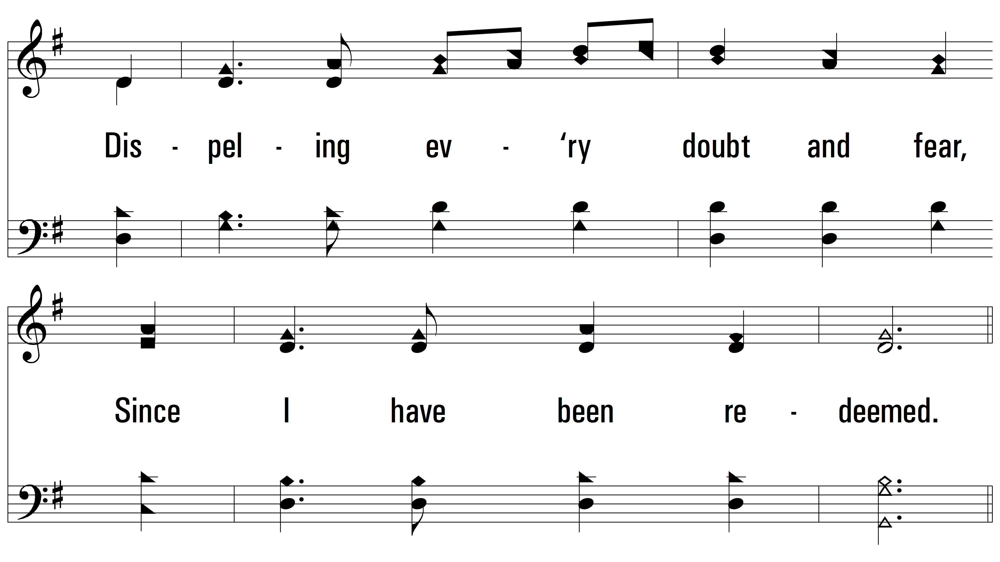 Dis - pel - ing ev - ‘ry doubt and fear,
Since I have been re - deemed.